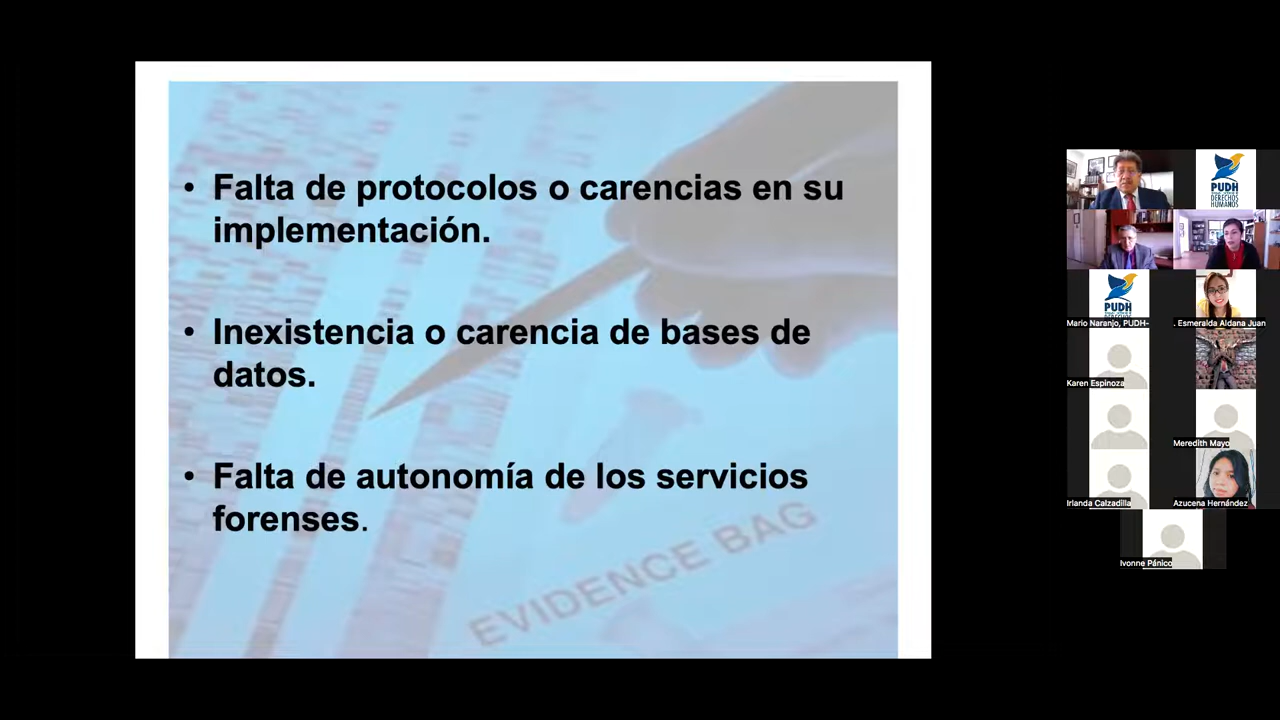 • Falta de protocolos o carencias en su
implementación.
• Inexistencia o carencia de bases de
datos.
• Falta de autonomía de los servicios
forenses.
EVIDENCE BAG
PUDH
DERECHOS
HUMANOS
PUDH
Mario Naranjo, PUDH-
. Esmeralda Aldana Juan
Karen Espinoza
Meredith Mayo
Irlanda Calzadilla
Azucena Hernández
Ivonne Pánico